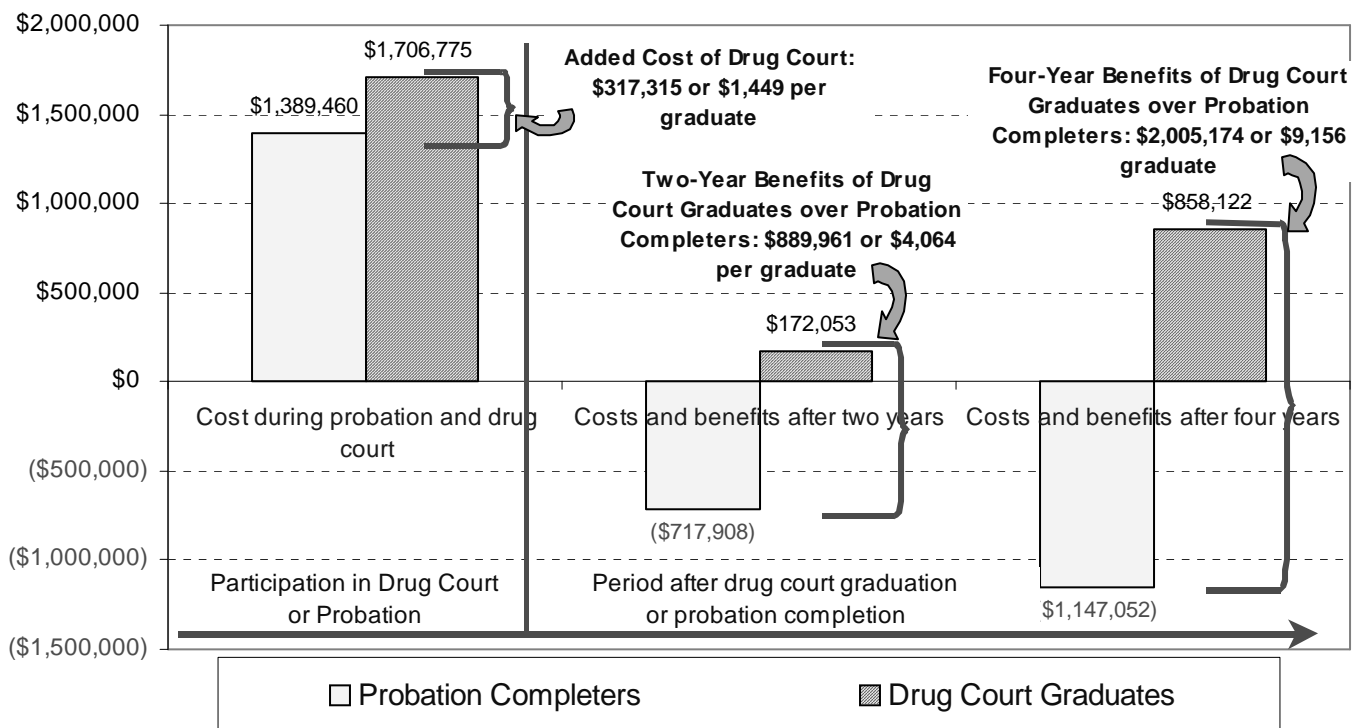 $2,000,000
$1,500,000
$1,000,000
$500,000
$0
($500,000)
($1,000,000)
($1,500,000)
$1,389,460
$1,706,775
Added Cost of Drug Court:
$317,315 or $1,449 per
graduate
Two-Year Benefits of Drug
Court Graduates over Probation
Completers: $889,961 or $4,064
per graduate
Four-Year Benefits of Drug Court
Graduates over Probation
Completers: $2,005,174 or $9,156
graduate
$172,053
$858,122
Cost during probation and drug
court
Costs and benefits after two years
Costs and benefits after four years
($717,908)
$1,147,052)
Participation in Drug Court
or Probation
Period after drug court graduation
or probation completion
Probation Completers
Drug Court Graduates